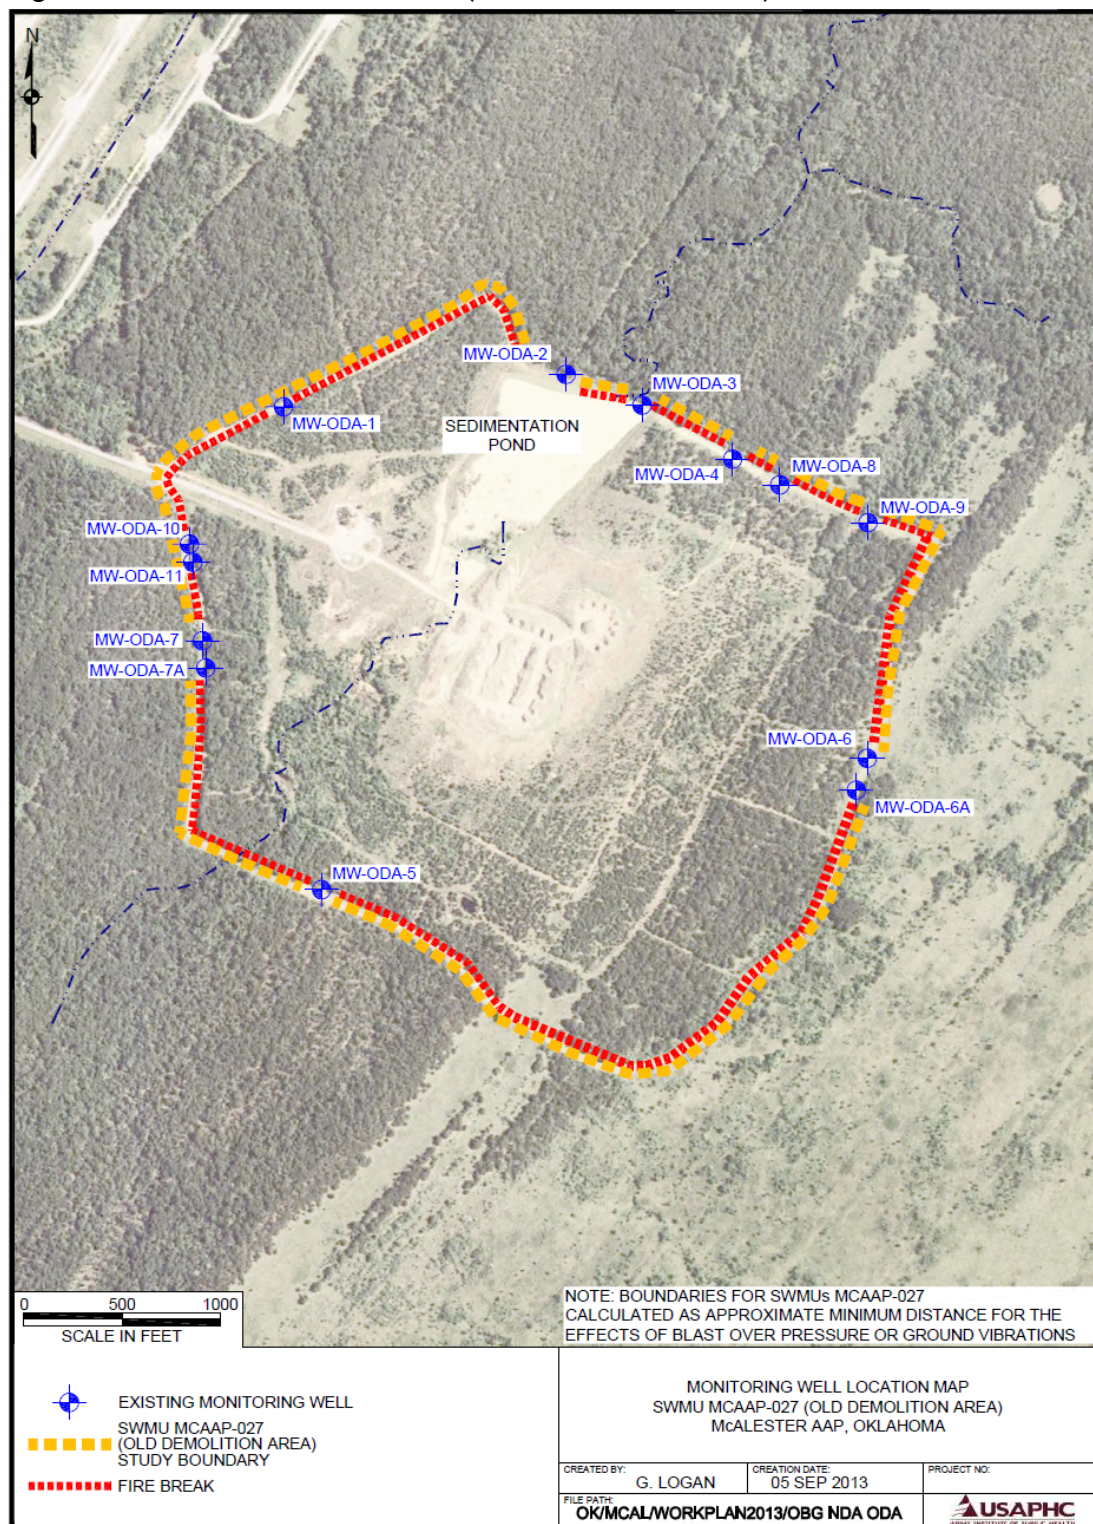 N
MW-ODA-2
MW-ODA-3
MW-ODA-1
SEDIMENTATION
POND
MW-ODA-4
MW-ODA-8
MW-ODA-9
MW-ODA-10
MW-ODA-11
MW-ODA-7
MW-ODA-7A
MW-ODA-6
MW-ODA-6A
MW-ODA-5
0 500 1000
SCALE IN FEET
NOTE: BOUNDARIES FOR SWMUs MCAAP-027
CALCULATED AS APPROXIMATE MINIMUM DISTANCE FOR THE
EFFECTS OF BLAST OVER PRESSURE OR GROUND VIBRATIONS
EXISTING MONITORING WELL
SWMU MCAAP-027
(OLD DEMOLITION AREA)
STUDY BOUNDARY
FIRE BREAK
MONITORING WELL LOCATION MAP
SWMU MCAAP-027 (OLD DEMOLITION AREA)
McALESTER AAP, OKLAHOMA
CREATED BY:
G. LOGAN
CREATION DATE:
05 SEP 2013
PROJECT NO:
FILE PATH:
OK/MCAL/WORKPLAN2013/OBG NDA ODA
USAPHC